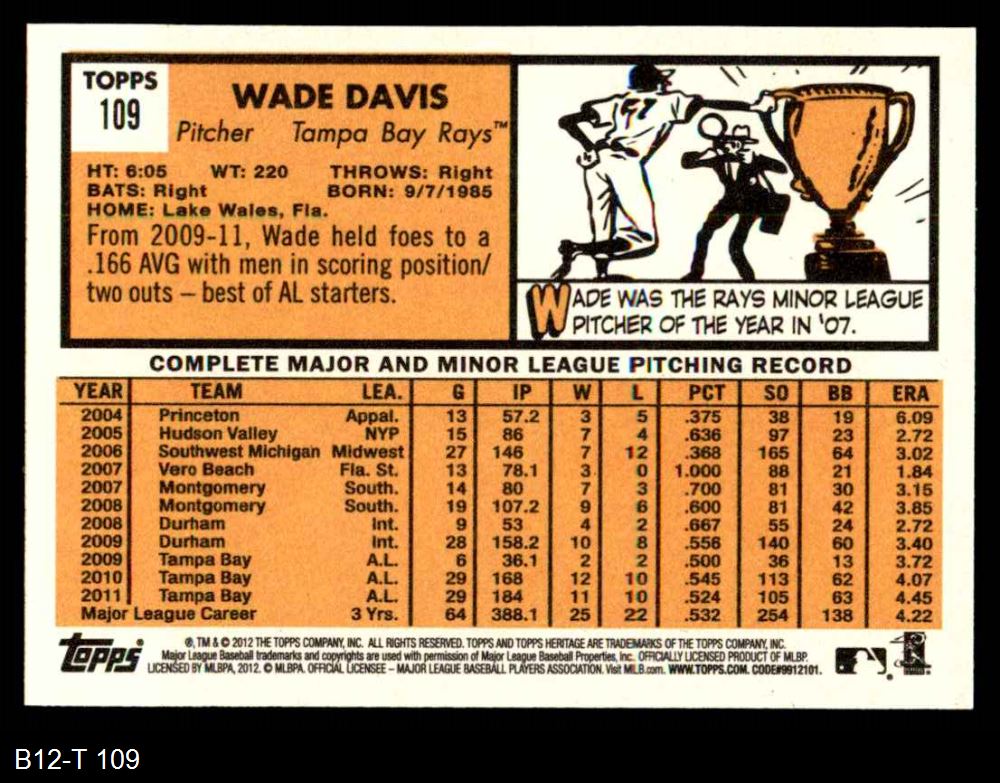 TOPPS
109
WADE DAVIS
Pitcher Tampa Bay Rays™
HT: 6:05 WT: 220 THROWS: Right
BATS: Right BORN: 9/7/1985
HOME: Lake Wales, Fla.
From 2009-11, Wade held foes to a
.166 AVG with men in scoring position/
two outs – best of AL starters.
WADE WAS THE RAYS MINOR LEAGUE
PITCHER OF THE YEAR IN '07.
COMPLETE MAJOR AND MINOR LEAGUE PITCHING RECORD
YEAR TEAM LEA. G IP W L PCT SO BB ERA
2004 Princeton Appal. 13 57.2 3 5 .375 38 19 6.09
2005 Hudson Valley NYP 15 86 7 4 .636 97 23 2.72
2006 Southwest Michigan Midwest 27 146 7 12 .368 165 64 3.02
2007 Vero Beach Fla. St. 13 78.1 3 0 1.000 88 21 1.84
2007 Montgomery South. 14 80 7 3 .700 81 30 3.15
2008 Montgomery South. 19 107.2 9 6 .600 81 42 3.85
2008 Durham Int. 9 53 4 2 .667 55 24 2.72
2009 Durham Int. 28 158.2 10 8 .556 140 60 3.40
2009 Tampa Bay A.L. 6 36.1 2 2 .500 36 13 3.72
2010 Tampa Bay A.L. 29 168 12 10 .545 113 62 4.07
2011 Tampa Bay A.L. 29 184 11 10 .524 105 63 4.45
Major League Career 3 Yrs. 64 388.1 25 22 .532 254 138 4.22
Topps
®, TM & © 2012 THE TOPPS COMPANY, INC. ALL RIGHTS RESERVED. TOPPS AND TOPPS HERITAGE ARE TRADEMARKS OF THE TOPPS COMPANY, INC.
Major League Baseball trademarks and copyrights are used with permission of Major League Baseball Properties, Inc. OFFICIALLY LICENSED PRODUCT OF MLBP.
LICENSED BY MLBPA, 2012. © MLBPA. OFFICIAL LICENSEE – MAJOR LEAGUE BASEBALL PLAYERS ASSOCIATION. Visit MLB.com. WWW.TOPPS.COM. CODE#9912101.
B12-T 109